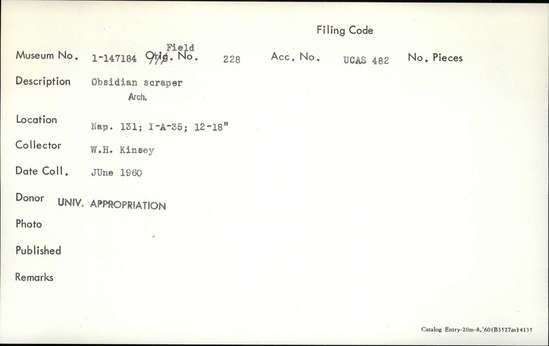 Filing Code
Field
Museum No. 1-147184 Orig. No. 228 Acc. No. UCAS 482 No. Pieces
Description Obsidian scraper
Arch.
Location Nap. 131; I-A-35; 12-18"
Collector W.H. Kinsey
Date Coll. JUne 1960
Donor UNIV. APPROPRIATION
Photo
Published
Remarks
Catalog Entry-20m-8,'60(B3527m)4135